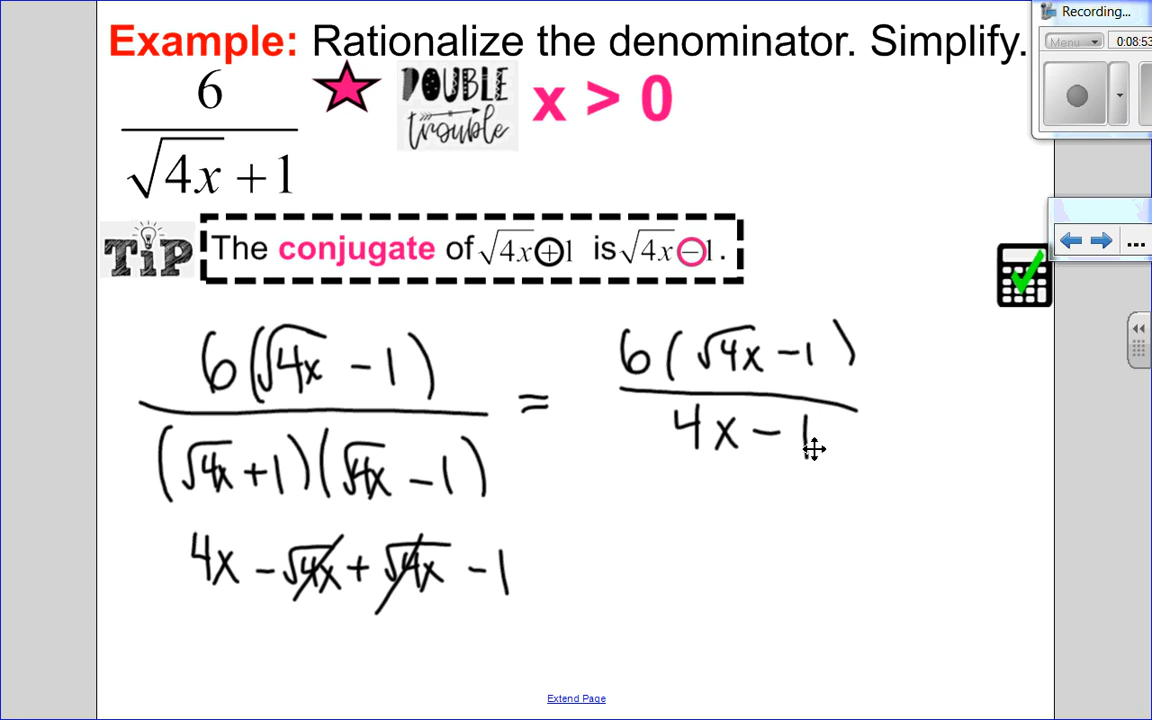 Example: Rationalize the denominator. Simplify.
Recording...
Menu
0:08:53
6
√4x + 1
DOUBLE
trouble
x > 0
TiP
The conjugate of √4x+1 is √4x−1.
...
6(√4x − 1)
(√4x + 1)(√4x − 1)
=
6(√4x − 1)
4x − 1
4x − √4x + √4x − 1
Extend Page